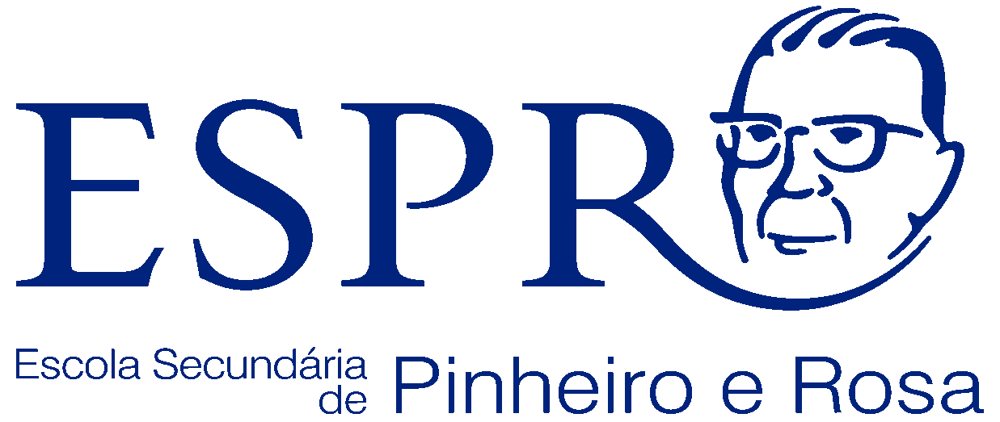 ESPR
Escola Secundária
de Pinheiro e Rosa